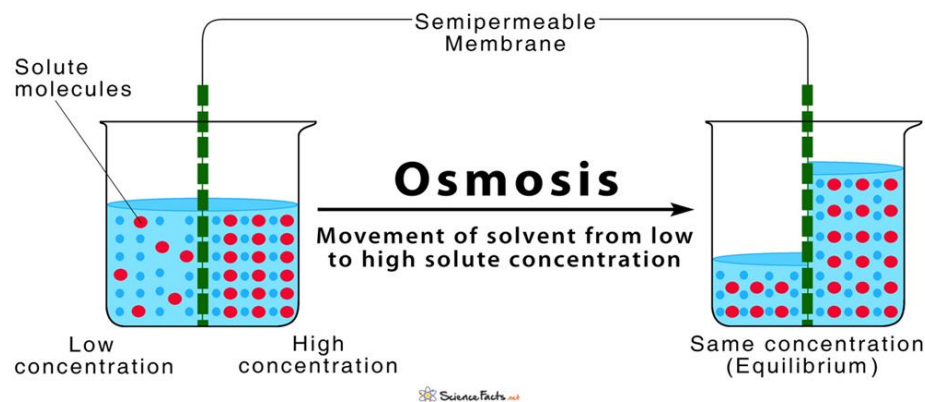 Semipermeable
Membrane
Solute
molecules
Osmosis
Movement of solvent from low
to high solute concentration
Low
concentration
High
concentration
Same concentration
(Equilibrium)
ScienceFacts.net